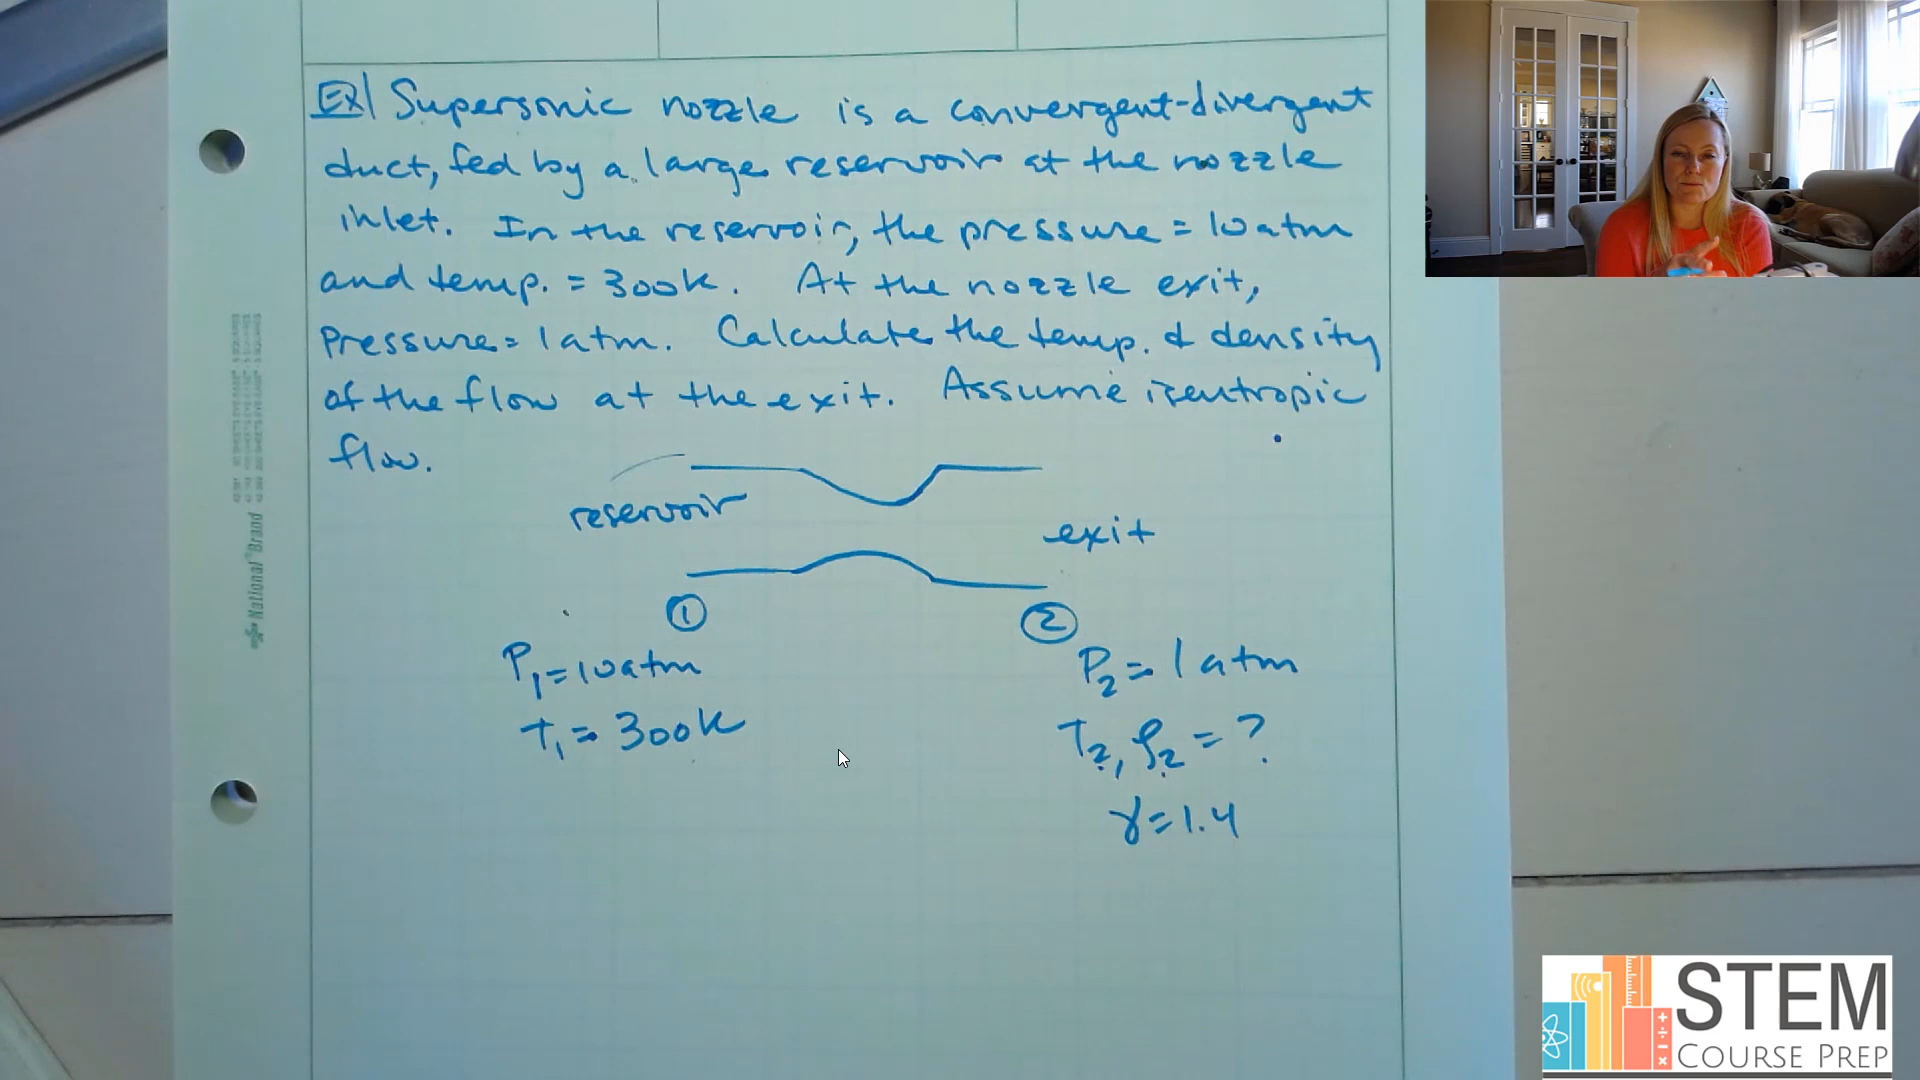 Ex| Supersonic nozzle is a convergent-divergent
duct, fed by a large reservoir at the nozzle
inlet. In the reservoir, the pressure = 10 atm
and temp. = 300K. At the nozzle exit,
pressure = 1 atm. Calculate the temp. & density
of the flow at the exit. Assume isentropic
flow.
reservoir
exit
① ②
P₁ = 10 atm
P₂ = 1 atm
T₁ = 300K
T₂, ρ₂ = ?
γ = 1.4
National Brand
STEM
COURSE PREP